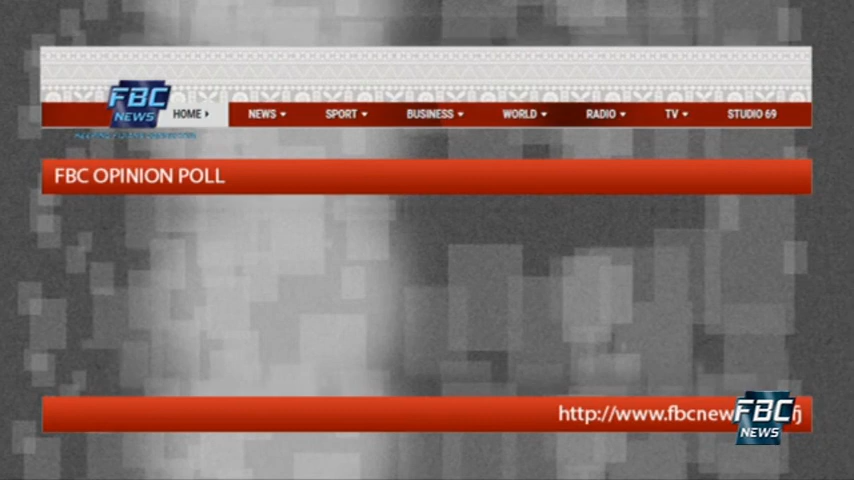 FBC
NEWS
HOME NEWS SPORT BUSINESS WORLD RADIO TV STUDIO 69
FBC OPINION POLL
http://www.fbcnew fj
FBC
NEWS